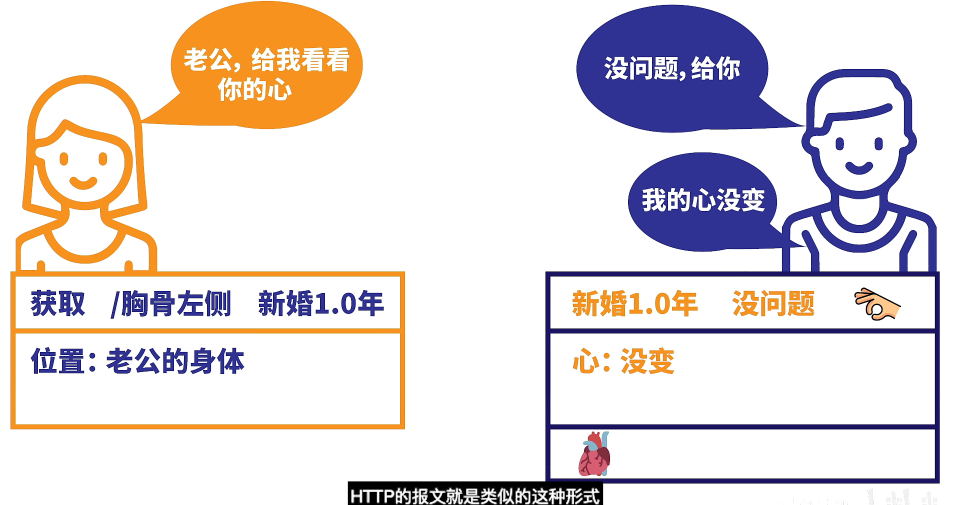 老公，给我看看
你的心
没问题，给你
我的心没变
获取 /胸骨左侧 新婚1.0年
位置：老公的身体
新婚1.0年 没问题
心：没变
HTTP的报文就是类似的这种形式